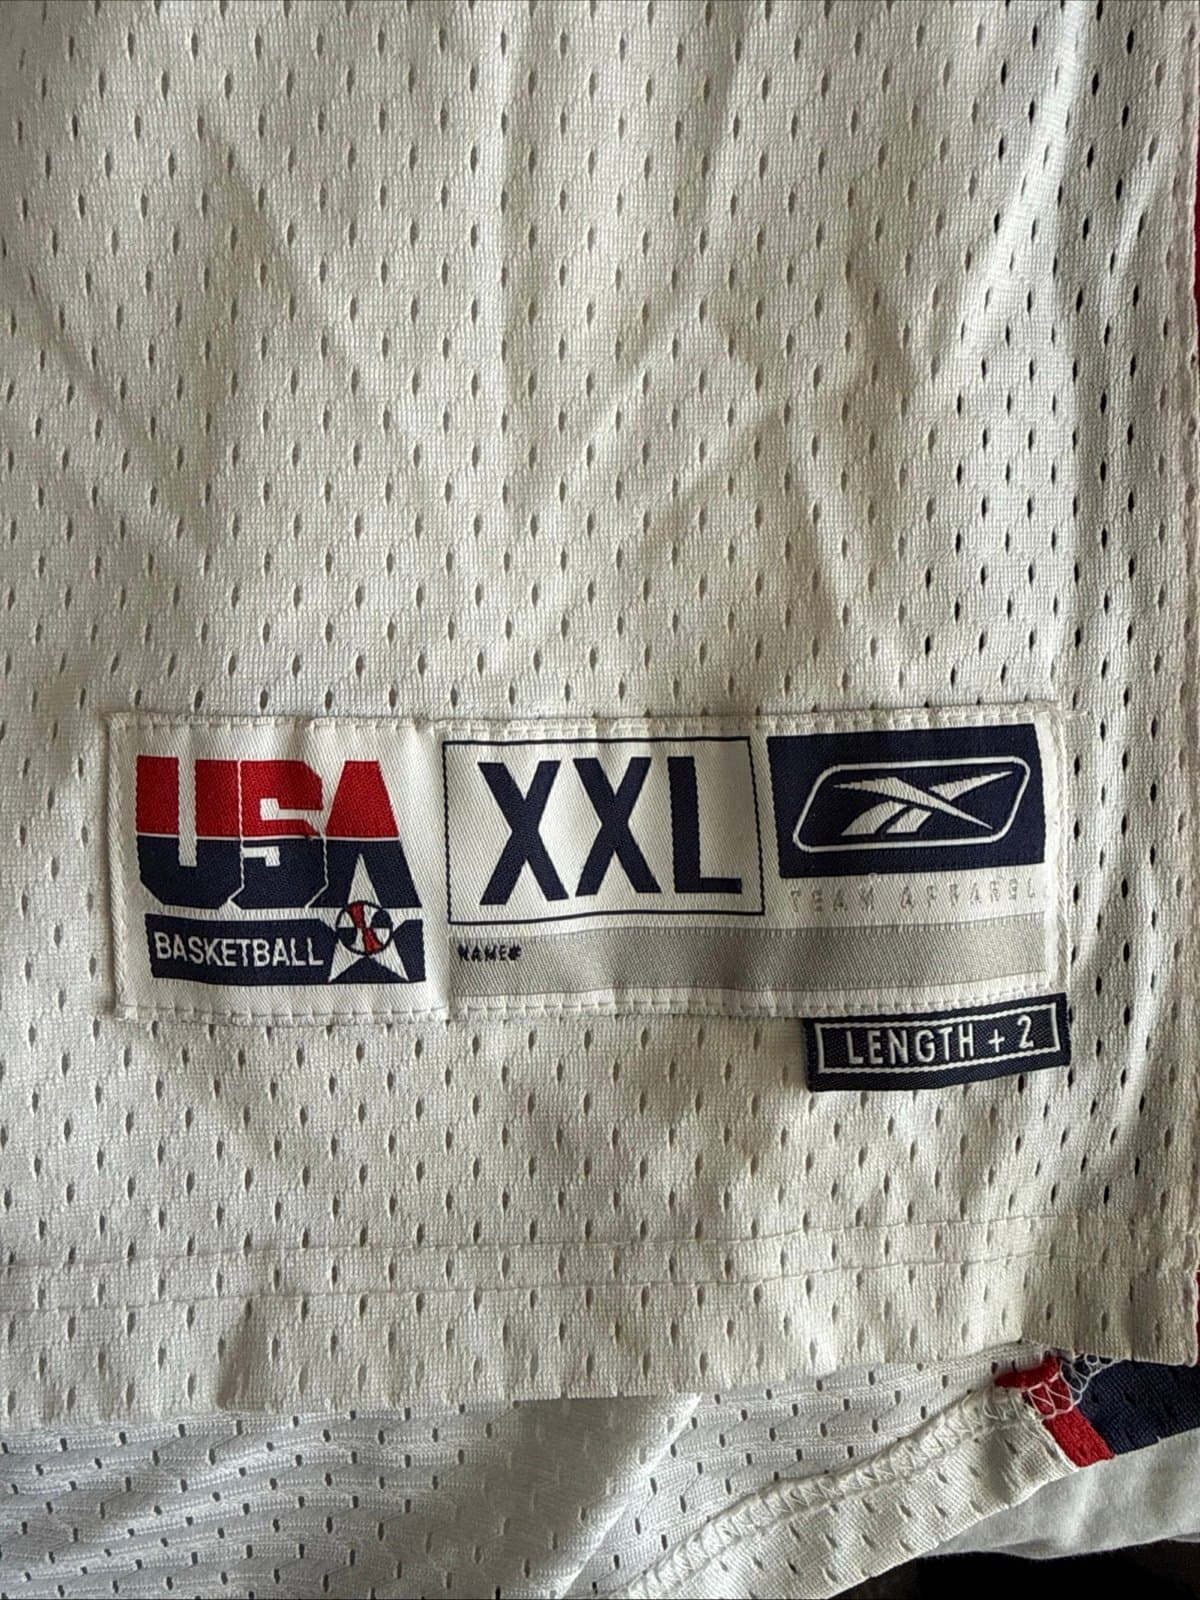 USA
BASKETBALL
XXL
TEAM APPAREL
NAME#
LENGTH + 2